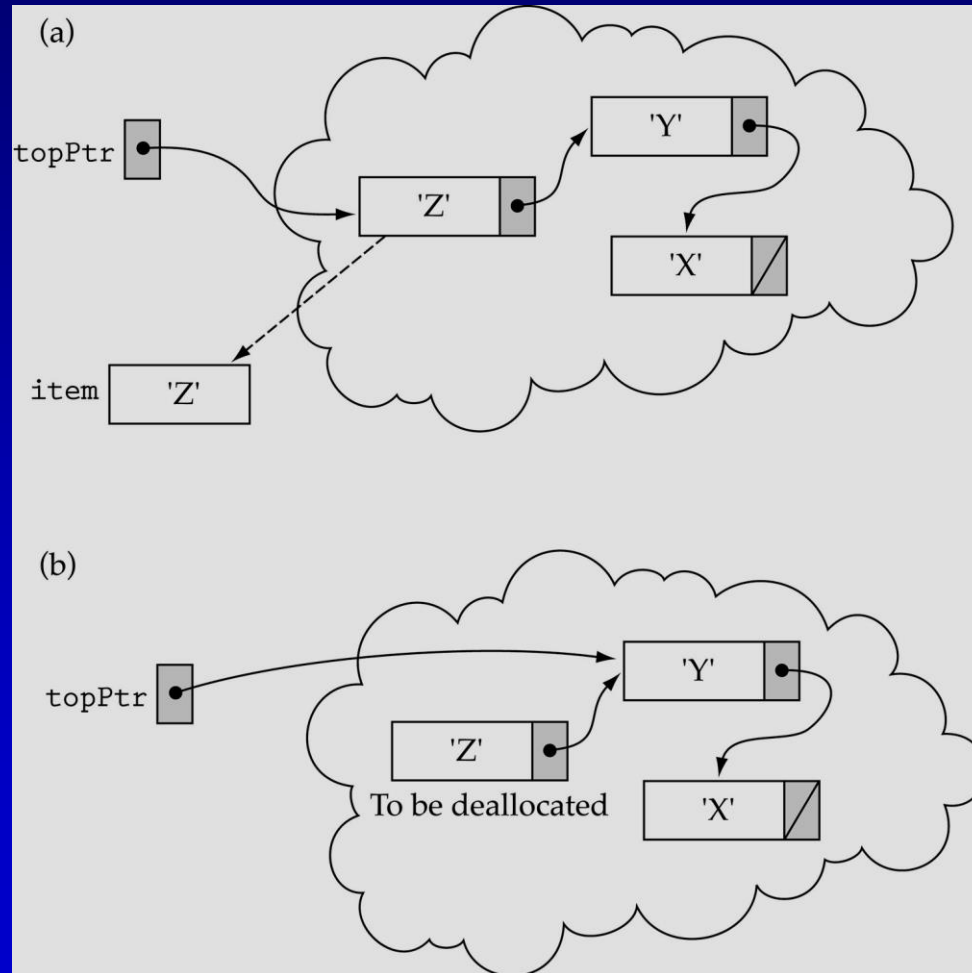 (a)
topPtr
'Y'
'Z'
'X'
item
'Z'
(b)
topPtr
'Y'
'Z'
To be deallocated
'X'